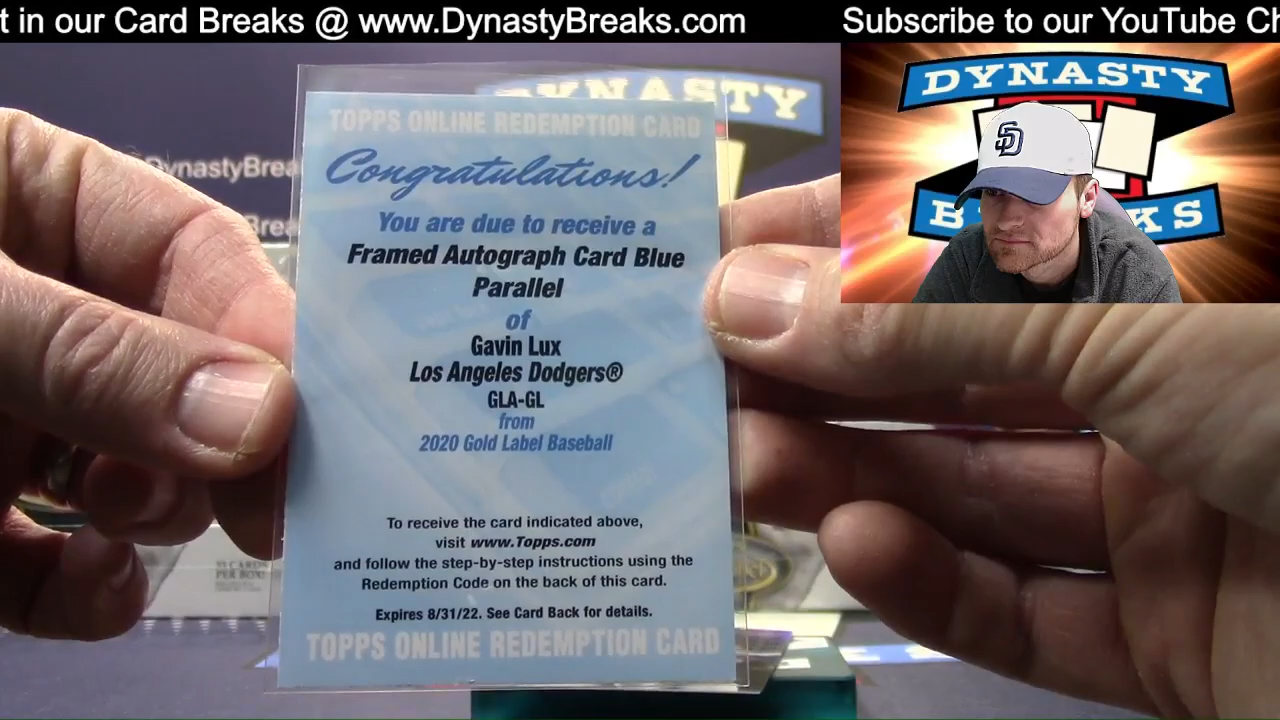 t in our Card Breaks @ www.DynastyBreaks.com
Subscribe to our YouTube Ch
DYNASTY
SD
TOPPS ONLINE REDEMPTION CARD
Congratulations!
You are due to receive a
Framed Autograph Card Blue
Parallel
of
Gavin Lux
Los Angeles Dodgers®
GLA-GL
from
2020 Gold Label Baseball
To receive the card indicated above,
visit www.Topps.com
and follow the step-by-step instructions using the
Redemption Code on the back of this card.
Expires 8/31/22. See Card Back for details.
TOPPS ONLINE REDEMPTION CARD
DynastyBrea